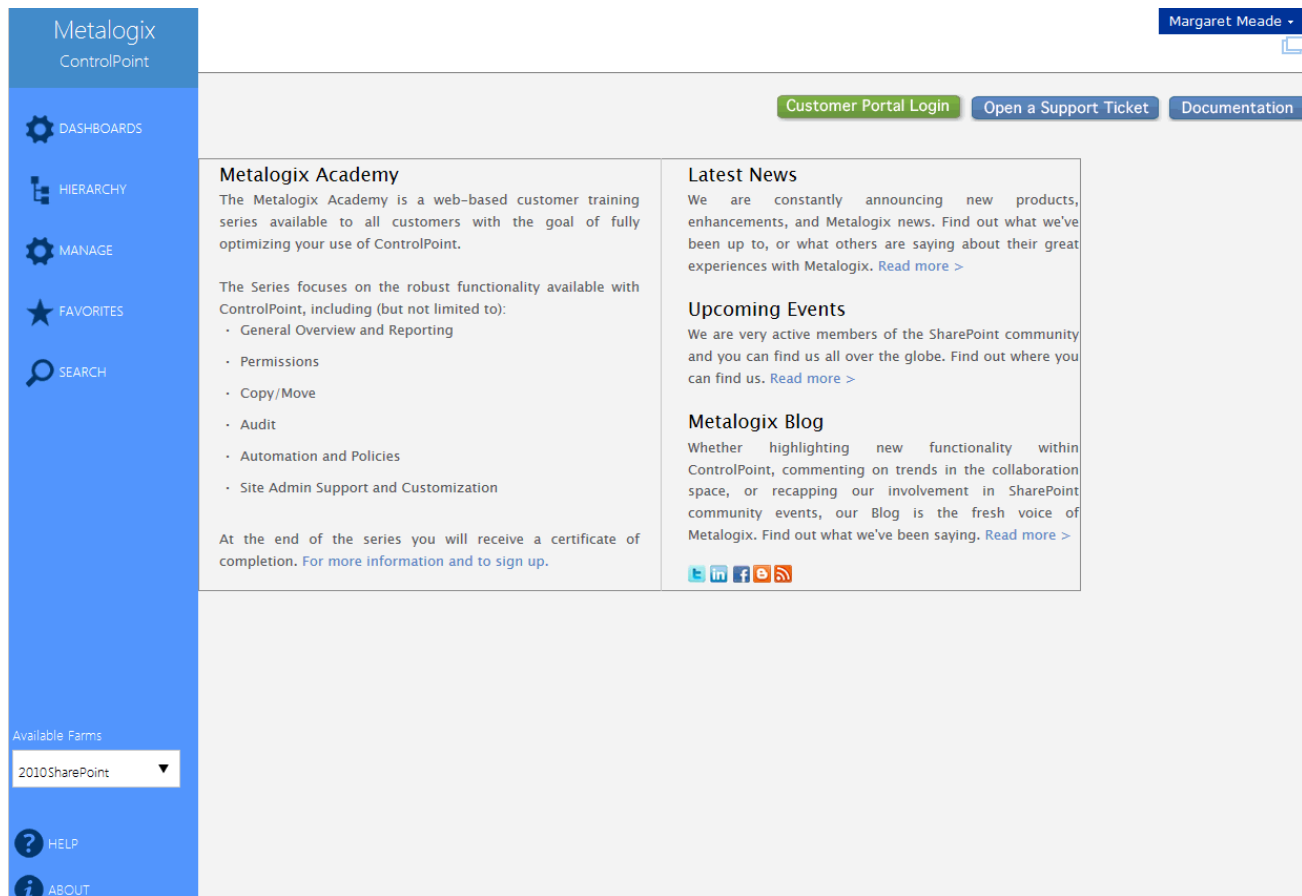 Metalogix
ControlPoint
Margaret Meade
DASHBOARDS
HIERARCHY
MANAGE
FAVORITES
SEARCH
Available Farms
2010SharePoint
HELP
ABOUT
Customer Portal Login
Open a Support Ticket
Documentation
Metalogix Academy
The Metalogix Academy is a web-based customer training
series available to all customers with the goal of fully
optimizing your use of ControlPoint.
The Series focuses on the robust functionality available with
ControlPoint, including (but not limited to):
· General Overview and Reporting
· Permissions
· Copy/Move
· Audit
· Automation and Policies
· Site Admin Support and Customization
At the end of the series you will receive a certificate of
completion. For more information and to sign up.
Latest News
We are constantly announcing new products,
enhancements, and Metalogix news. Find out what we've
been up to, or what others are saying about their great
experiences with Metalogix. Read more >
Upcoming Events
We are very active members of the SharePoint community
and you can find us all over the globe. Find out where you
can find us. Read more >
Metalogix Blog
Whether highlighting new functionality within
ControlPoint, commenting on trends in the collaboration
space, or recapping our involvement in SharePoint
community events, our Blog is the fresh voice of
Metalogix. Find out what we've been saying. Read more >